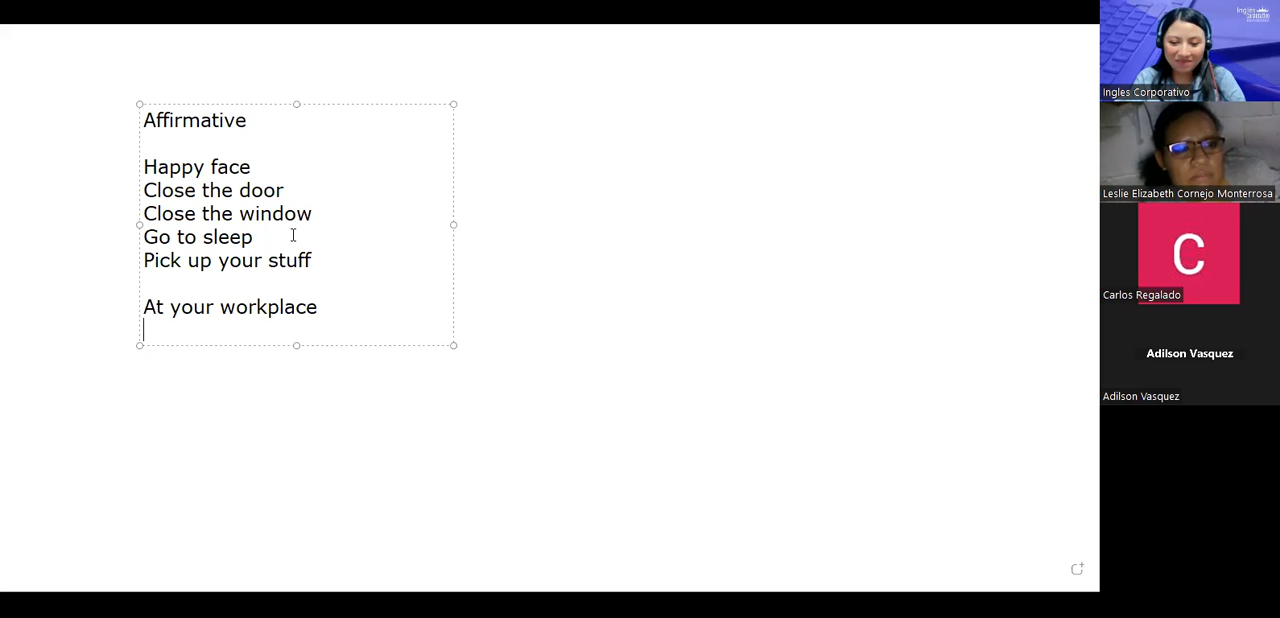 Affirmative
Happy face
Close the door
Close the window
Go to sleep
Pick up your stuff
At your workplace
Ingles Corporativo
Leslie Elizabeth Cornejo Monterrosa
C
Carlos Regalado
Adilson Vasquez
Adilson Vasquez